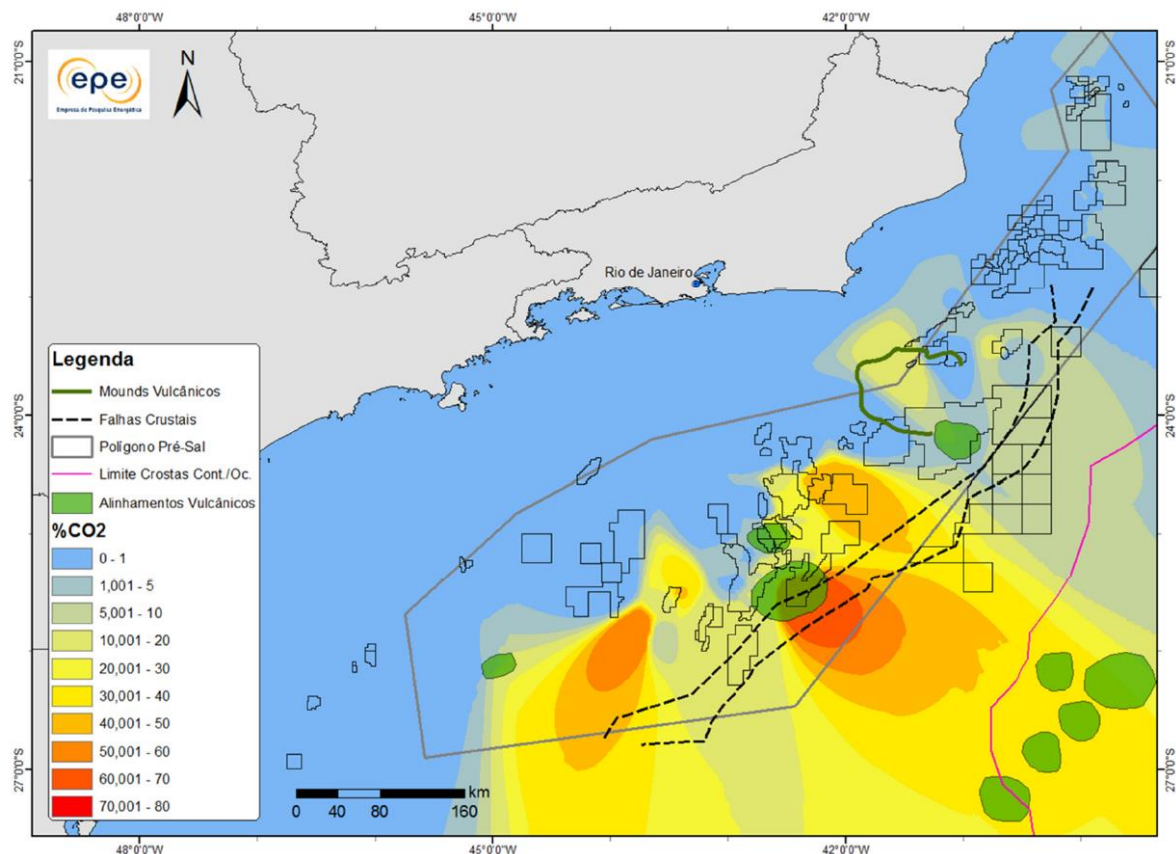 48°0'0"W
45°0'0"W
42°0'0"W
21°0'0"S
21°0'0"S
epe
Empresa de Pesquisa Energética
N
Rio de Janeiro
24°0'0"S
24°0'0"S
Legenda
Mounds Vulcânicos
Falhas Crustais
Polígono Pré-Sal
Limite Crostas Cont./Oc.
Alinhamentos Vulcânicos
%CO2
0 - 1
1,001 - 5
5,001 - 10
10,001 - 20
20,001 - 30
30,001 - 40
40,001 - 50
50,001 - 60
60,001 - 70
70,001 - 80
27°0'0"S
27°0'0"S
km
0 40 80 160
48°0'0"W
45°0'0"W
42°0'0"W